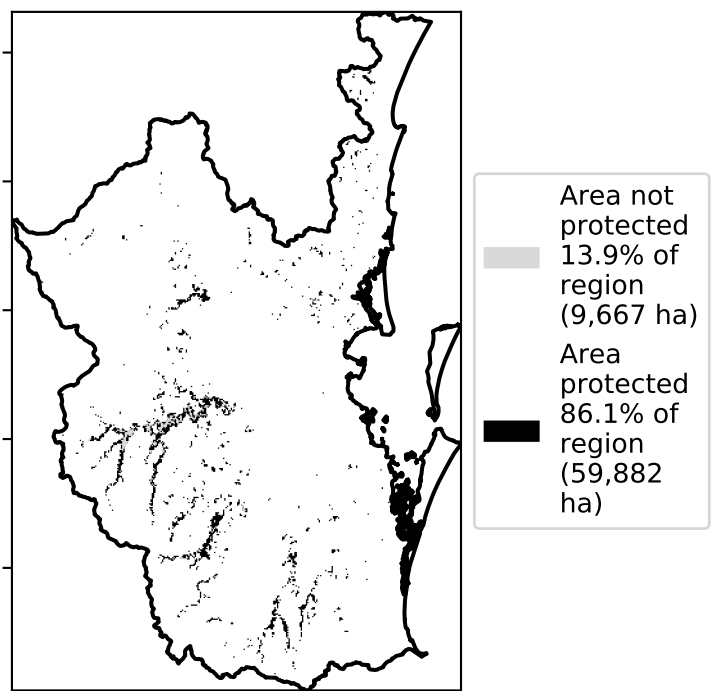 Area not
protected
13.9% of
region
(9,667 ha)
Area
protected
86.1% of
region
(59,882
ha)